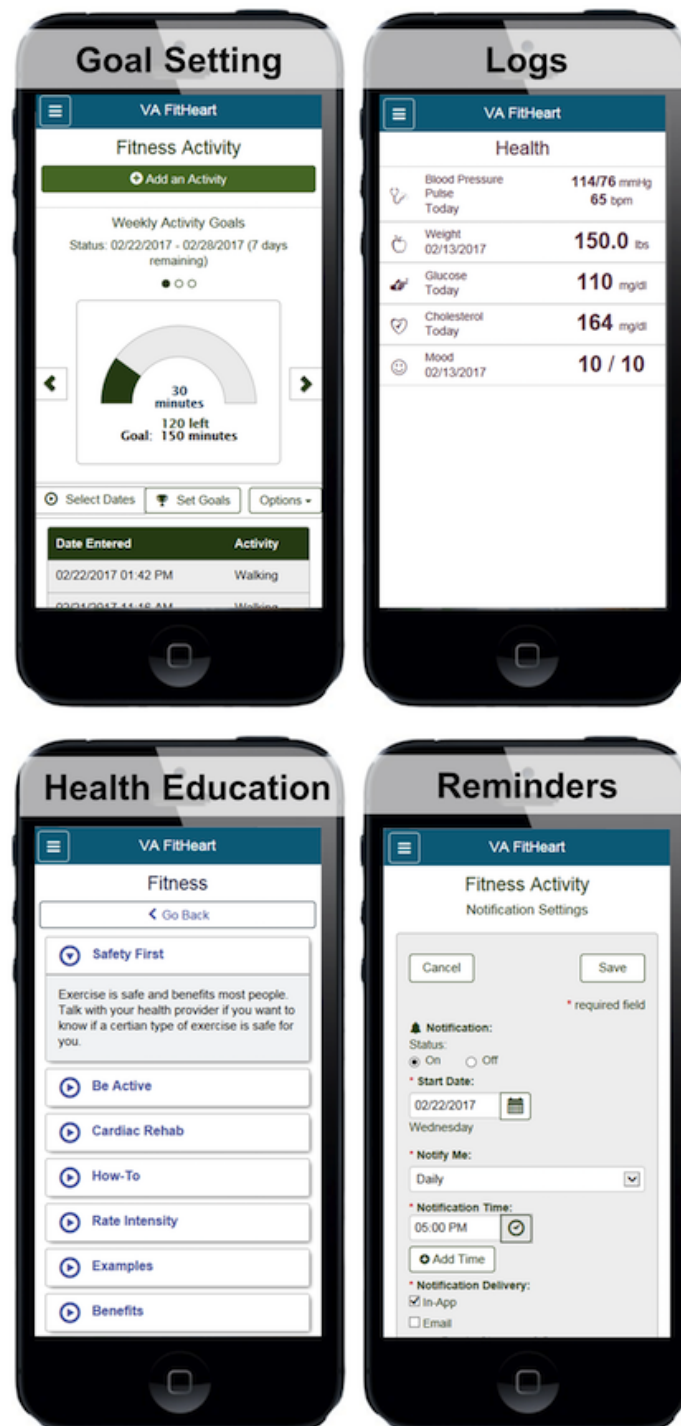 Goal Setting
VA FitHeart
Fitness Activity
Add an Activity
Weekly Activity Goals
Status: 02/22/2017 - 02/28/2017 (7 days
remaining)
30
minutes
120 left
Goal: 150 minutes
Select Dates Set Goals Options
Date Entered Activity
02/22/2017 01:42 PM Walking
02/21/2017 11:16 AM Walking
Logs
VA FitHeart
Health
Blood Pressure 114/76 mmHg
Pulse 65 bpm
Today
Weight 150.0 lbs
02/13/2017
Glucose 110 mg/dl
Today
Cholesterol 164 mg/dl
Today
Mood 10 / 10
02/13/2017
Health Education
VA FitHeart
Fitness
Go Back
Safety First
Exercise is safe and benefits most people.
Talk with your health provider if you want to
know if a certian type of exercise is safe for
you.
Be Active
Cardiac Rehab
How-To
Rate Intensity
Examples
Benefits
Reminders
VA FitHeart
Fitness Activity
Notification Settings
Cancel Save
* required field
Notification:
Status:
On Off
* Start Date:
02/22/2017
Wednesday
* Notify Me:
Daily
* Notification Time:
05:00 PM
Add Time
* Notification Delivery:
In-App
Email